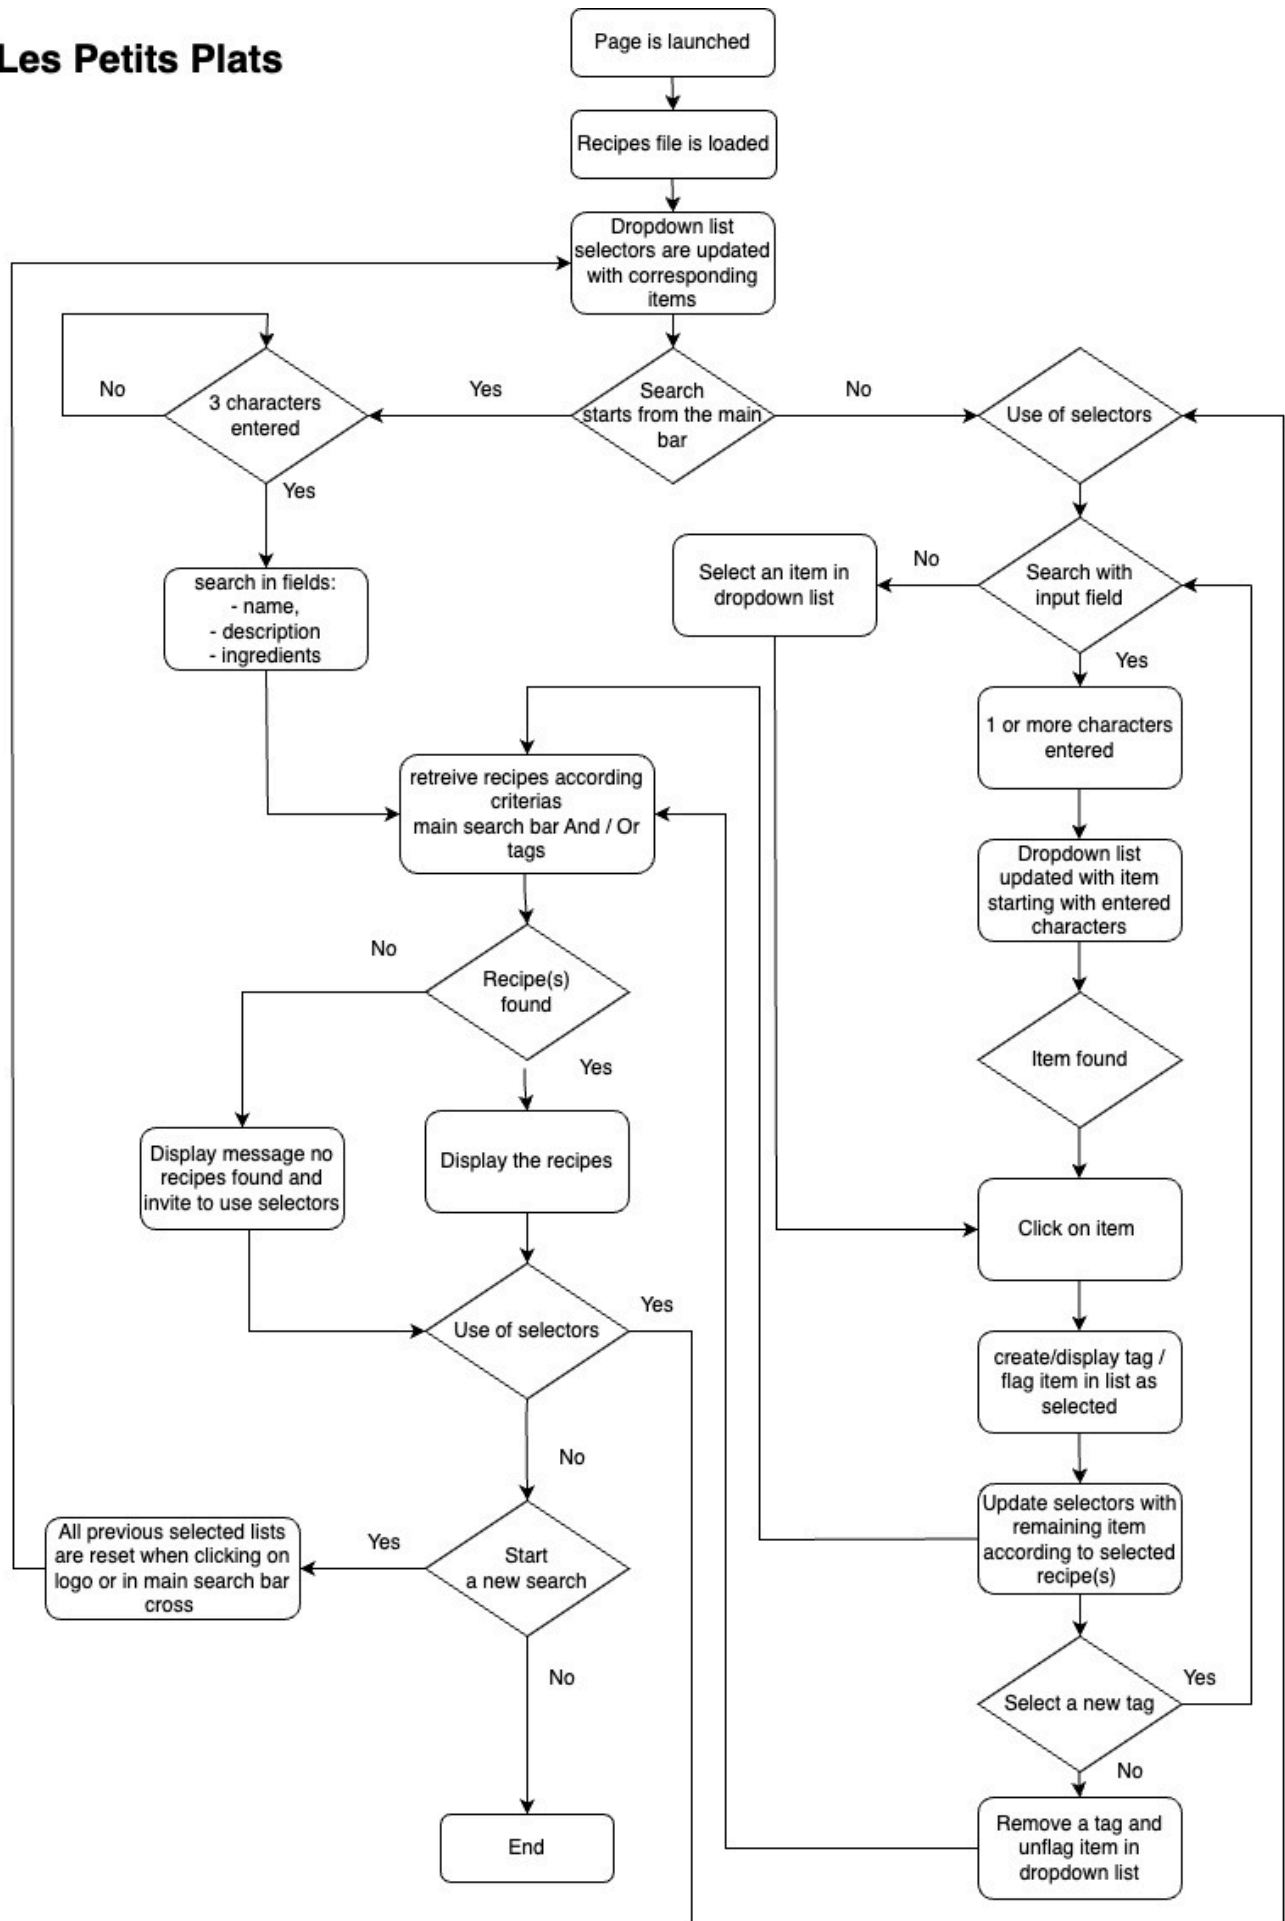 Les Petits Plats
Page is launched
Recipes file is loaded
Dropdown list
selectors are updated
with corresponding
items
No
3 characters
entered
Yes
Search
starts from the main
bar
No
Use of selectors
Yes
search in fields:
- name,
- description
- ingredients
Select an item in
dropdown list
No
Search with
input field
Yes
1 or more characters
entered
retreive recipes according
criterias
main search bar And / Or
tags
Dropdown list
updated with item
starting with entered
characters
No
Recipe(s)
found
Yes
Item found
Display message no
recipes found and
invite to use selectors
Display the recipes
Click on item
Use of selectors
Yes
create/display tag /
flag item in list as
selected
No
All previous selected lists
are reset when clicking on
logo or in main search bar
cross
Yes
Start
a new search
Update selectors with
remaining item
according to selected
recipe(s)
No
Select a new tag
Yes
No
End
Remove a tag and
unflag item in
dropdown list